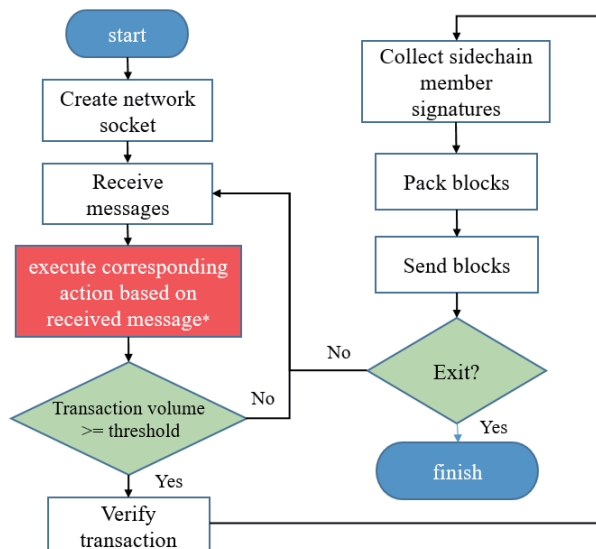 start
Create network
socket
Receive
messages
execute corresponding
action based on
received message*
Transaction volume
>= threshold
No
Yes
Verify
transaction
Collect sidechain
member
signatures
Pack blocks
Send blocks
Exit?
No
Yes
finish